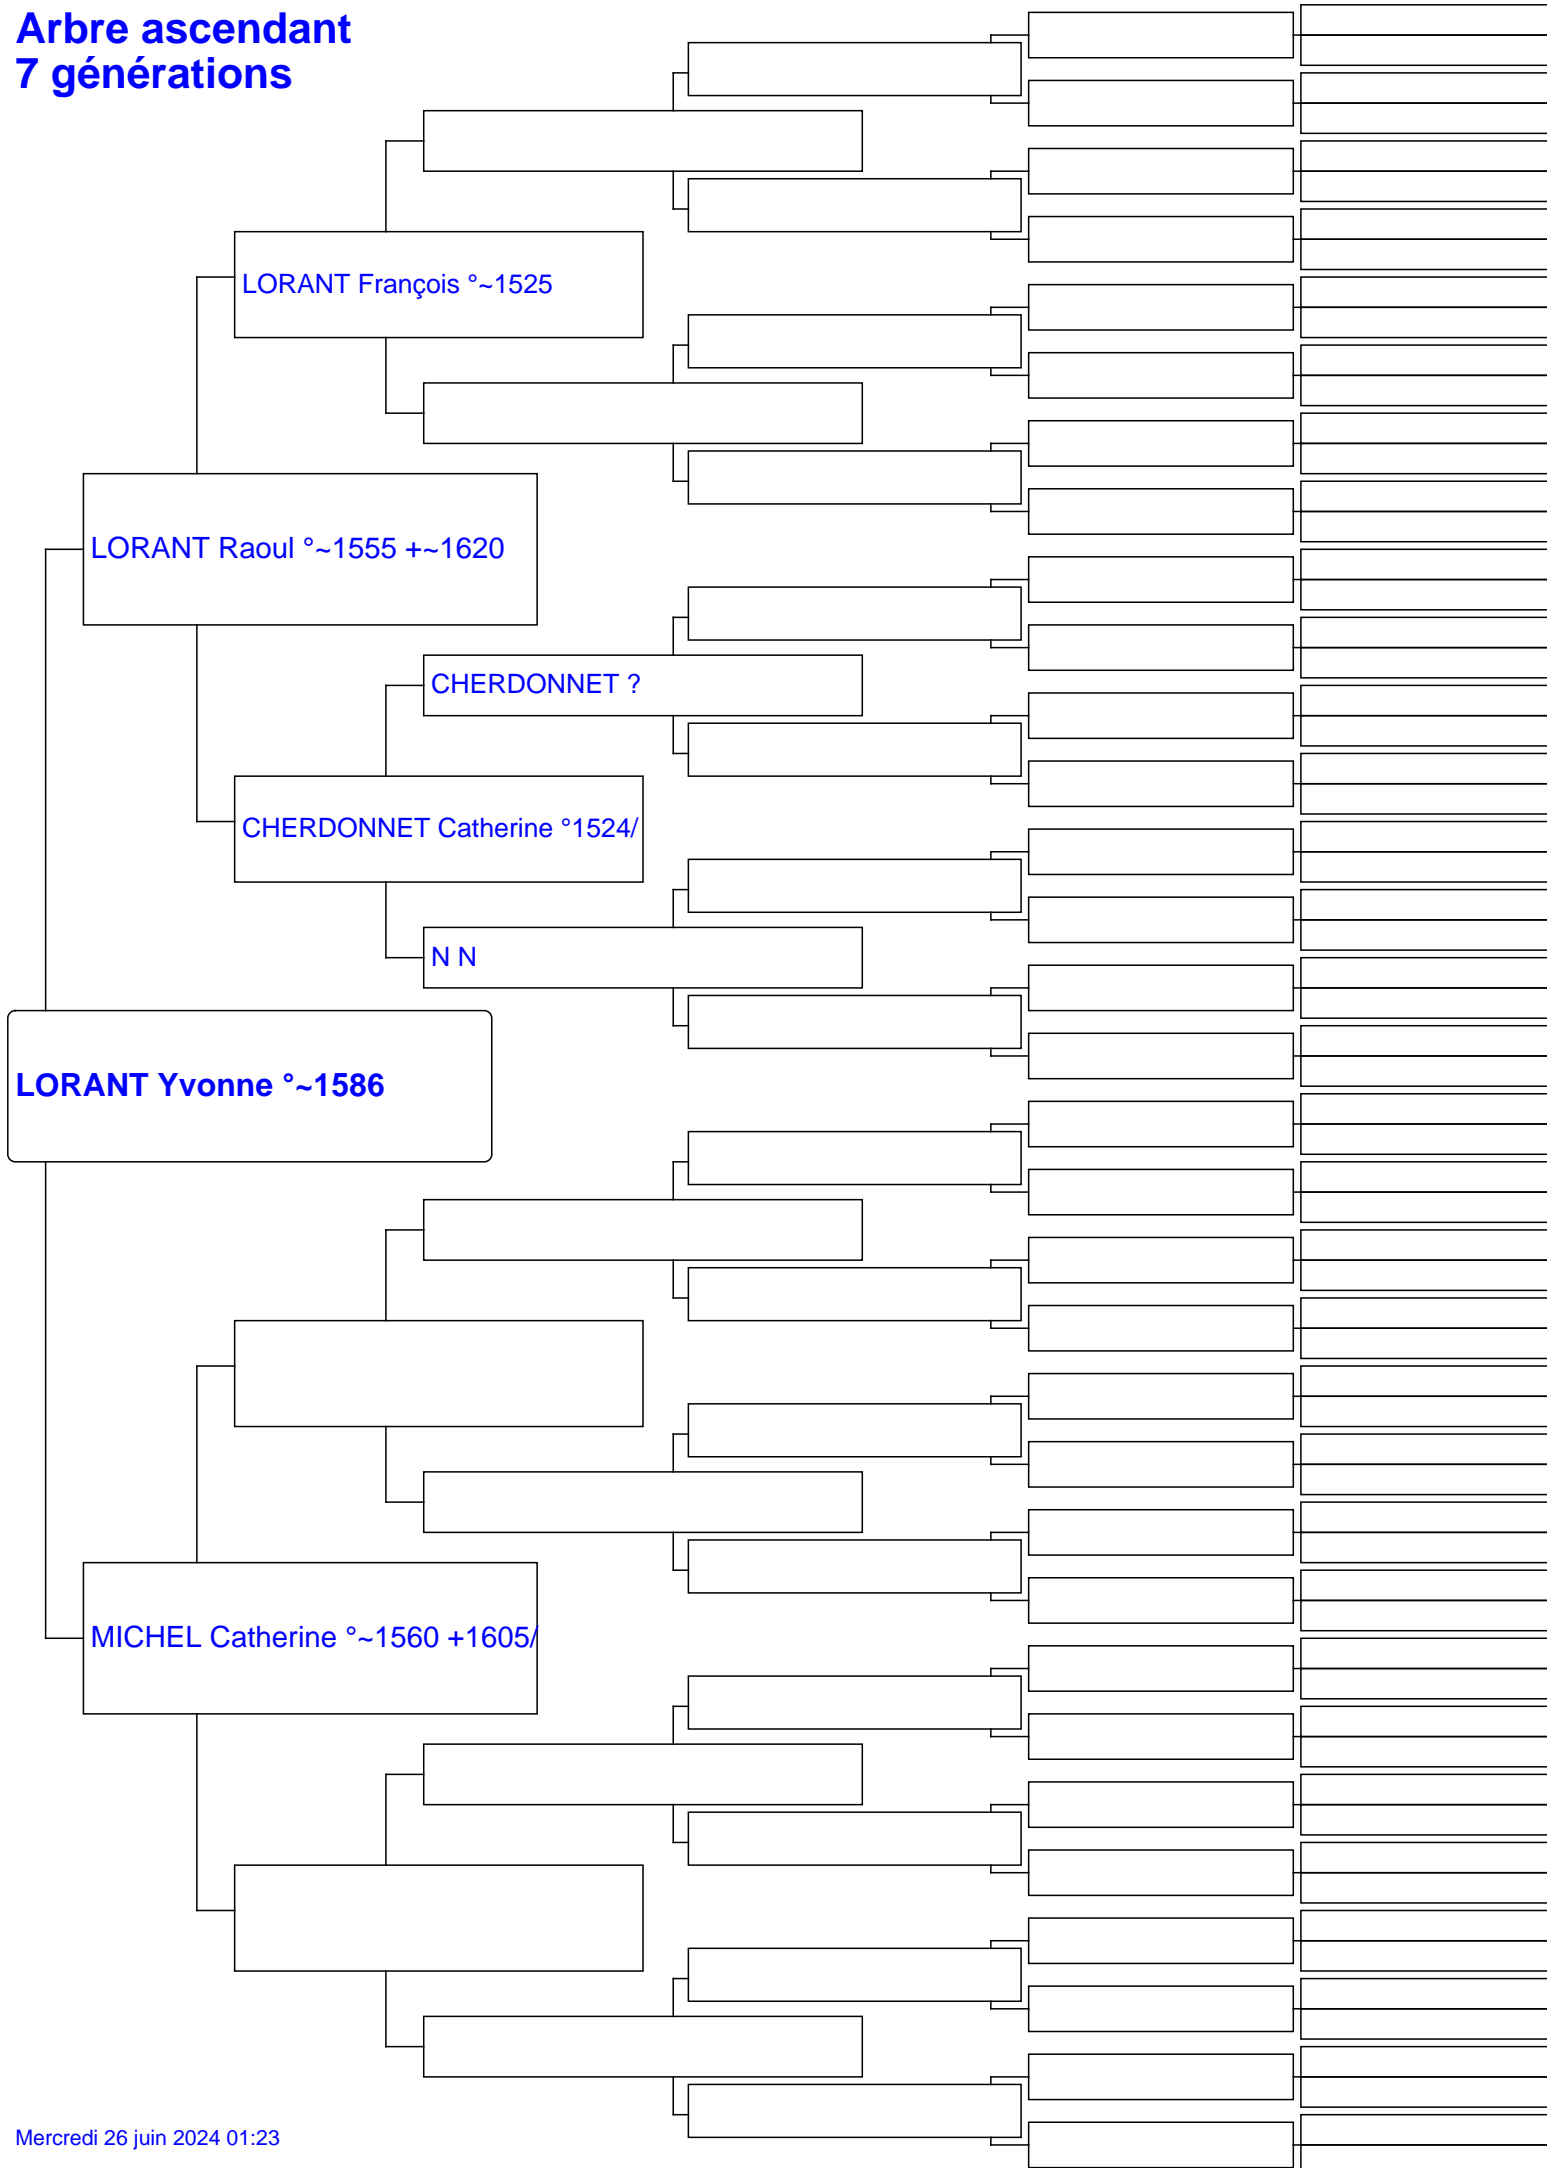 Arbre ascendant
7 générations
LORANT François °~1525
LORANT Raoul °~1555 +~1620
CHERDONNET ?
CHERDONNET Catherine °1524/
N N
LORANT Yvonne °~1586
MICHEL Catherine °~1560 +1605/
Mercredi 26 juin 2024 01:23